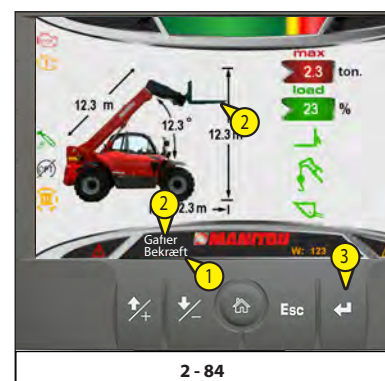 max
2.3 ton.
load
23 %
12.3 m
12.3°
12.3 m
2
2.3 m
2
Gafler
Bekræft
MANITOU
W: 123
1
3
+
−
Esc
2 - 84